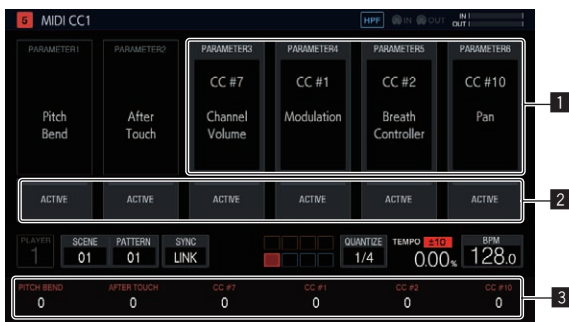 6 MIDI CC1 HPF IN OUT IN OUT
PARAMETER1 PARAMETER2 PARAMETER3 PARAMETER4 PARAMETER5 PARAMETER6
CC #7 CC #1 CC #2 CC #10
Pitch Bend After Touch Channel Volume Modulation Breath Controller Pan
1
ACTIVE ACTIVE ACTIVE ACTIVE ACTIVE ACTIVE
2
PLAYER 1 SCENE 01 PATTERN 01 SYNC LINK QUANTIZE 1/4 TEMPO ±10 0.00% BPM 128.0
PITCH BEND AFTER TOUCH CC #7 CC #1 CC #2 CC #10
0 0 0 0 0 0
3